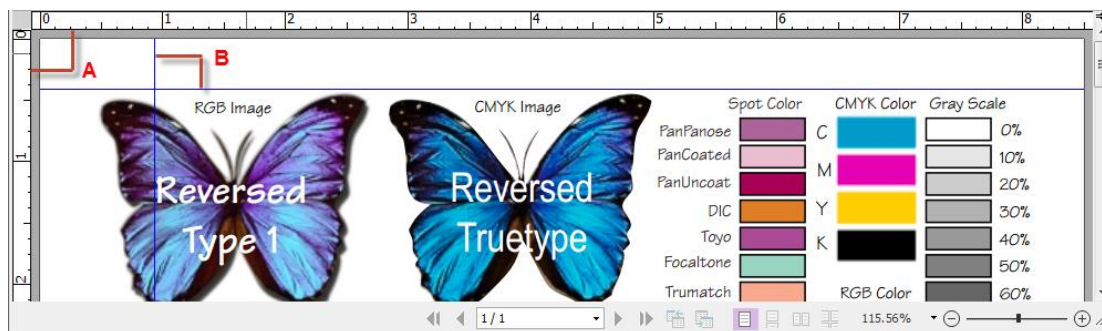 0 1 2 3 4 5 6 7 8
0
A
B
1
2
RGB Image
Reversed
Type 1
CMYK Image
Reversed
Truetype
Spot Color
PanPanose
PanCoated
PanUncoat
DIC
Toyo
Focaltone
Trumatch
CMYK Color
C
M
Y
K
RGB Color
Gray Scale
0%
10%
20%
30%
40%
50%
60%
1 / 1
115.56%